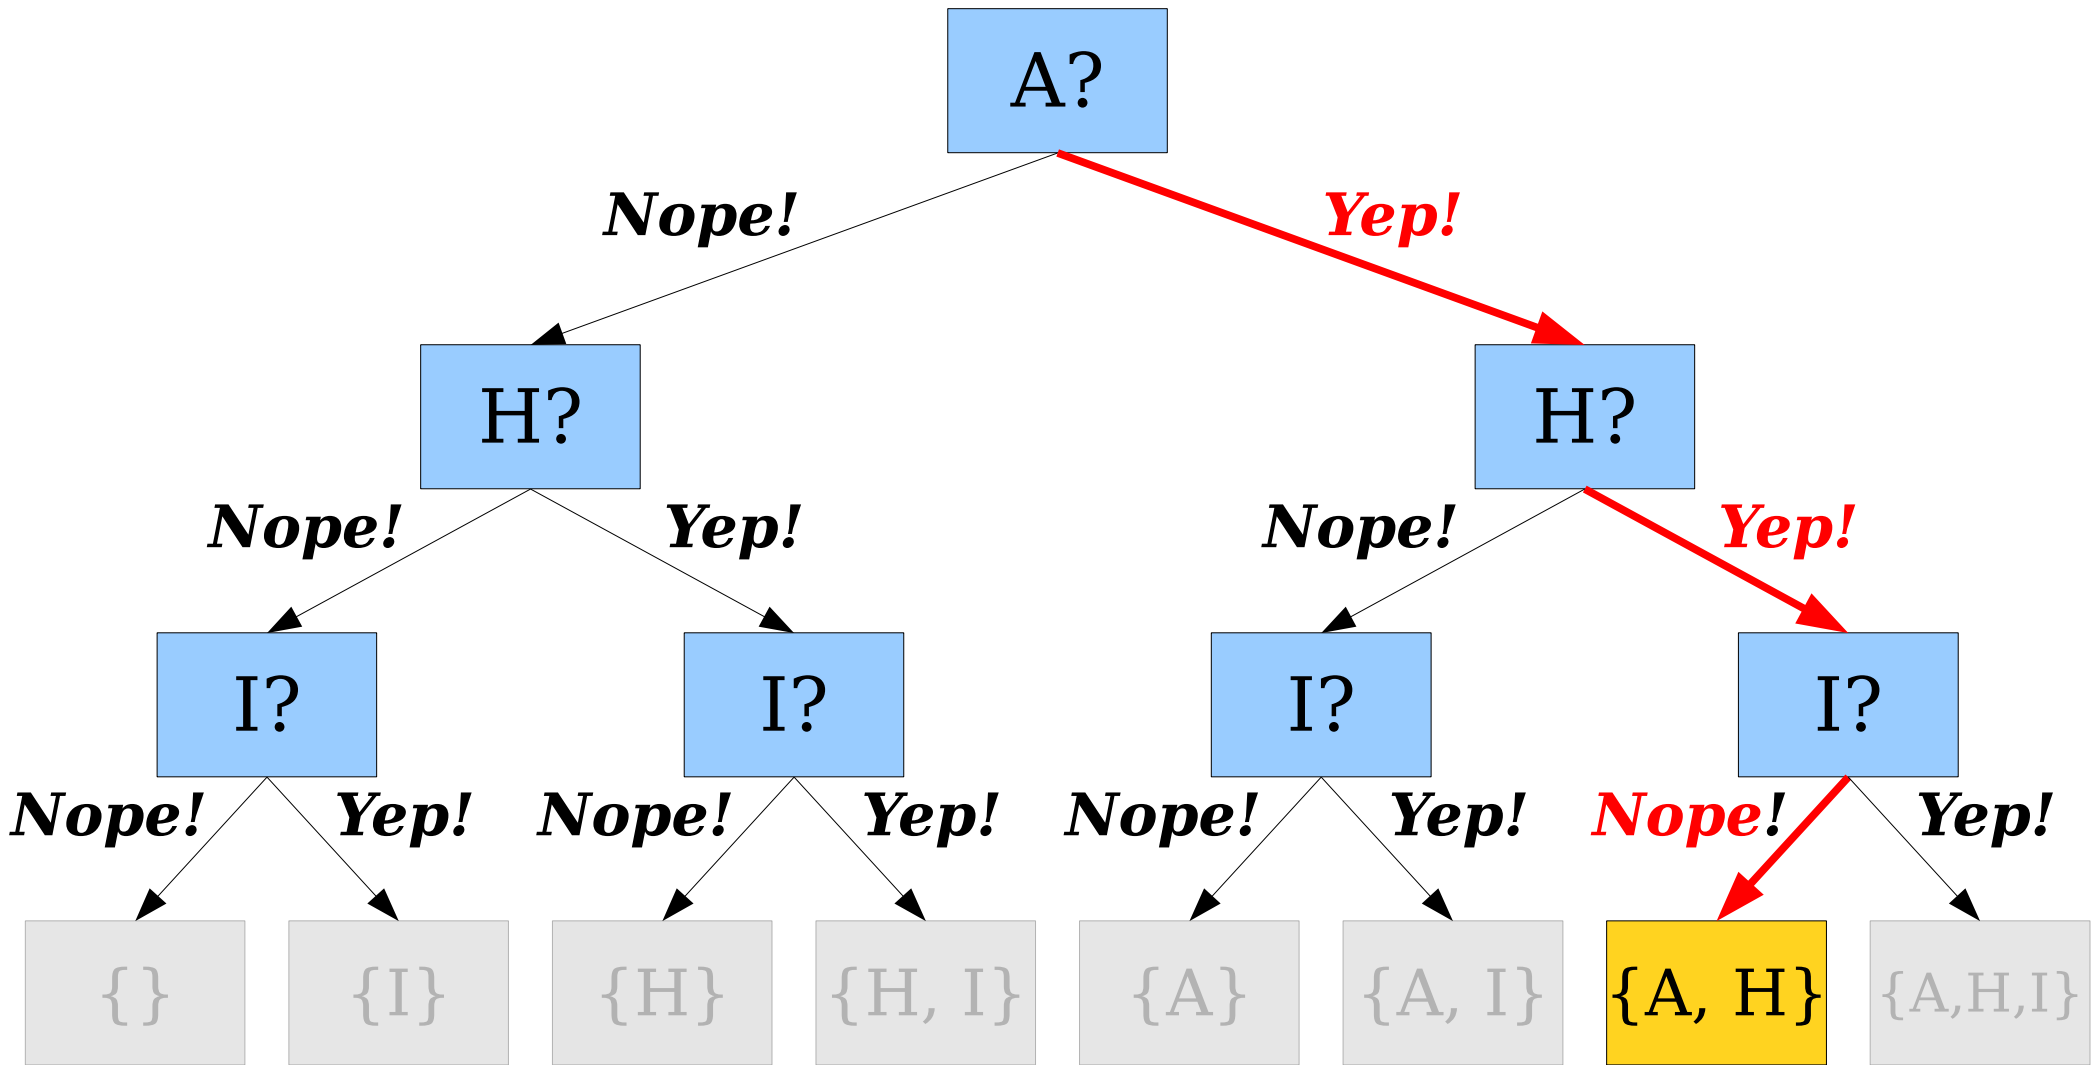 A?
Nope! Yep!
H? H?
Nope! Yep! Nope! Yep!
I? I? I? I?
Nope! Yep! Nope! Yep! Nope! Yep! Nope! Yep!
{} {I} {H} {H, I} {A} {A, I} {A, H} {A,H,I}